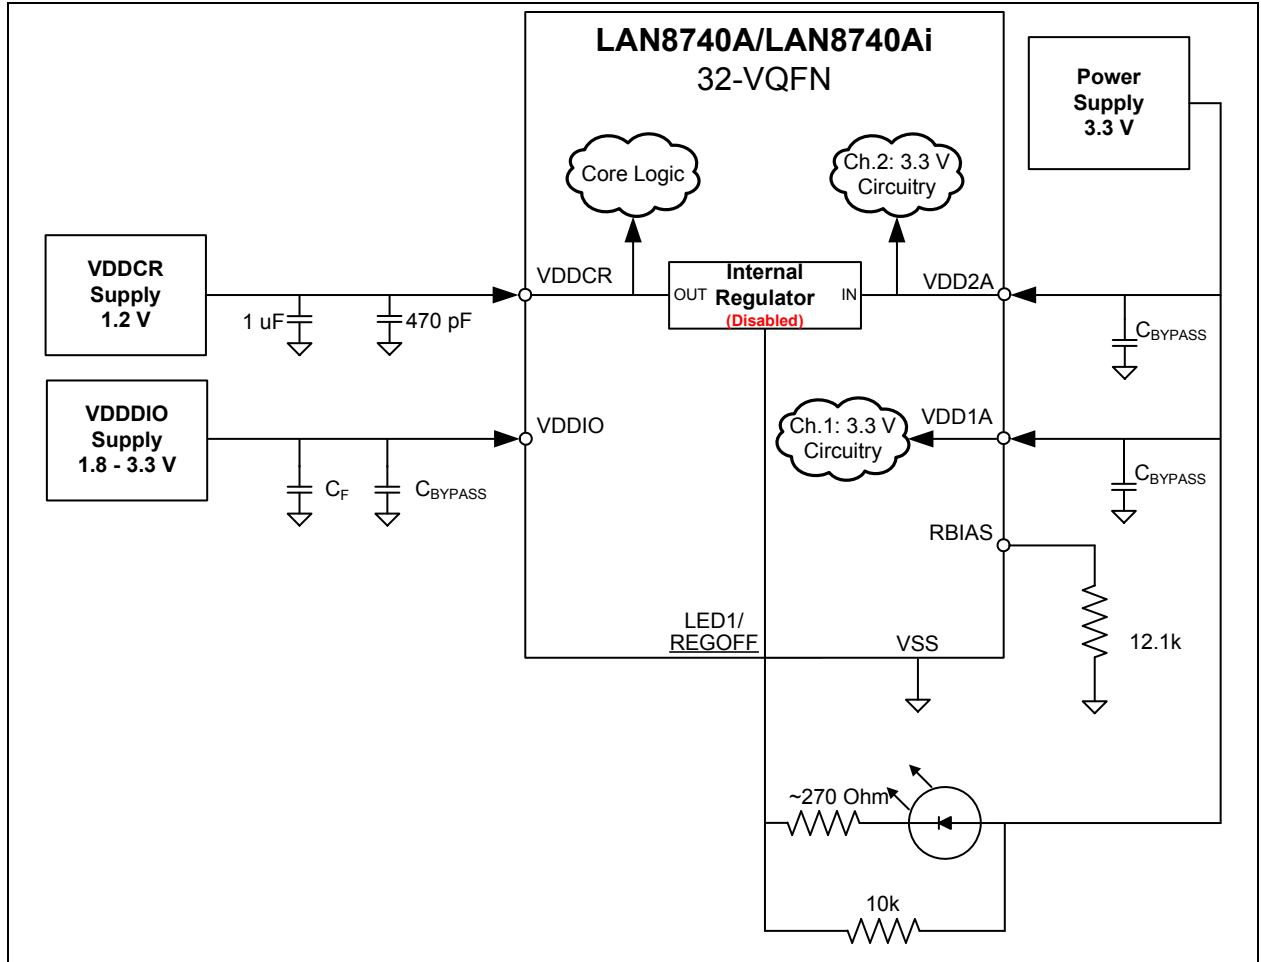 LAN8740A/LAN8740Ai
32-VQFN
Power
Supply
3.3 V
Core Logic
Ch.2: 3.3 V
Circuitry
VDDCR
Supply
1.2 V
1 uF
470 pF
VDDCR
OUT
Internal
Regulator
(Disabled)
IN
VDD2A
CBYPASS
VDDDIO
Supply
1.8 - 3.3 V
CF
CBYPASS
VDDIO
Ch.1: 3.3 V
Circuitry
VDD1A
CBYPASS
RBIAS
12.1k
LED1/
REGOFF
VSS
~270 Ohm
10k